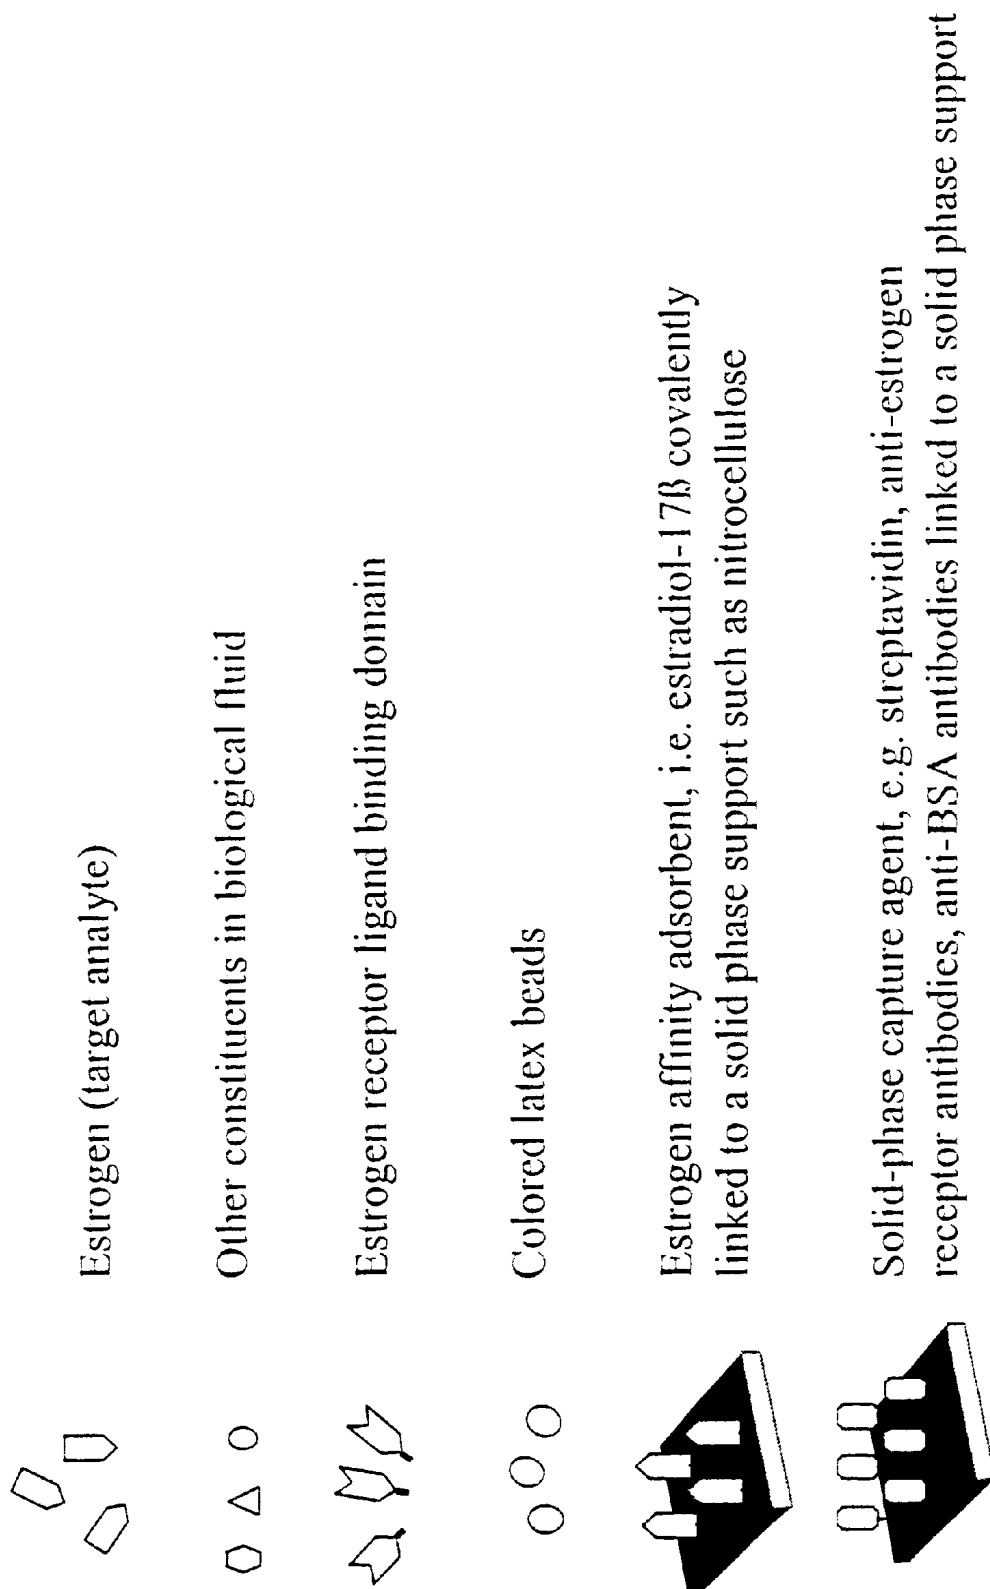 Estrogen (target analyte)
Other constituents in biological fluid
Estrogen receptor ligand binding domain
Colored latex beads
Estrogen affinity adsorbent, i.e. estradiol-17ß covalently
linked to a solid phase support such as nitrocellulose
Solid-phase capture agent, e.g. streptavidin, anti-estrogen
receptor antibodies, anti-BSA antibodies linked to a solid phase support